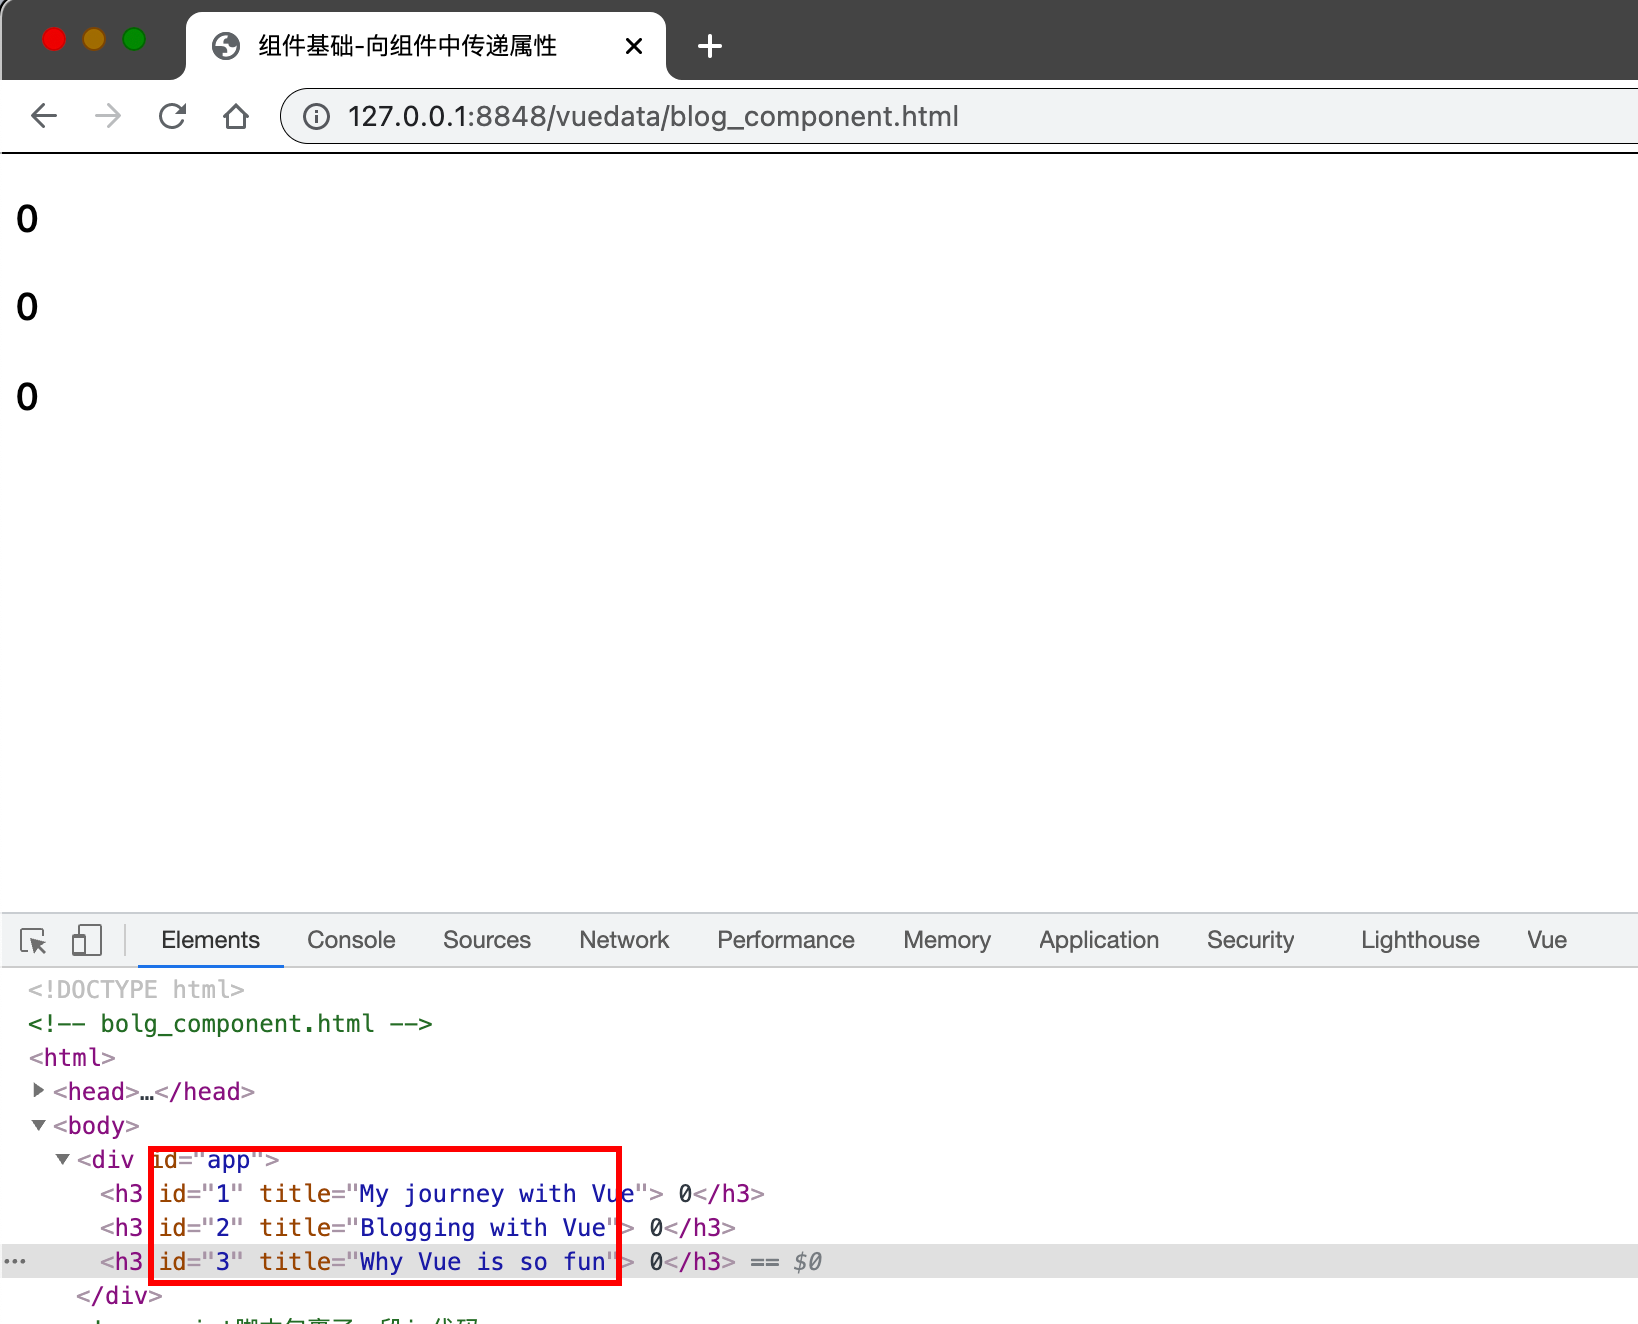 组件基础-向组件中传递属性
127.0.0.1:8848/vuedata/blog_component.html
0
0
0
Elements Console Sources Network Performance Memory Application Security Lighthouse Vue
<!DOCTYPE html>
<!-- bolg_component.html -->
<html>
<head>…</head>
<body>
<div id="app">
<h3 id="1" title="My journey with Vue"> 0</h3>
<h3 id="2" title="Blogging with Vue"> 0</h3>
<h3 id="3" title="Why Vue is so fun"> 0</h3> == $0
</div>